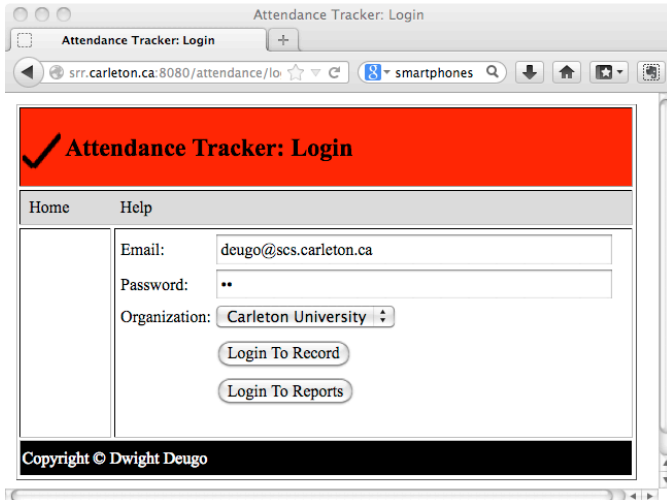 Attendance Tracker: Login
Attendance Tracker: Login
srr.carleton.ca:8080/attendance/lo
smartphones
Attendance Tracker: Login
Home Help
Email: deugo@scs.carleton.ca
Password: ••
Organization: Carleton University
Login To Record
Login To Reports
Copyright © Dwight Deugo